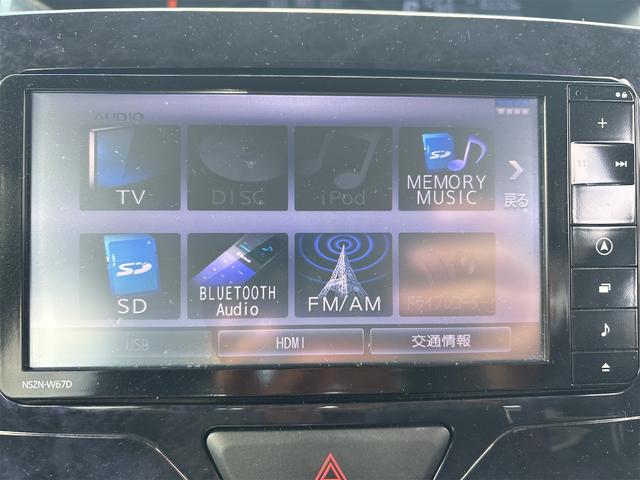 AUDIO
TV
DISC
iPod
MEMORY
MUSIC
戻る
SD
BLUETOOTH
Audio
FM/AM
ドライブレコーダー
USB
HDMI
交通情報
NSZN-W67D